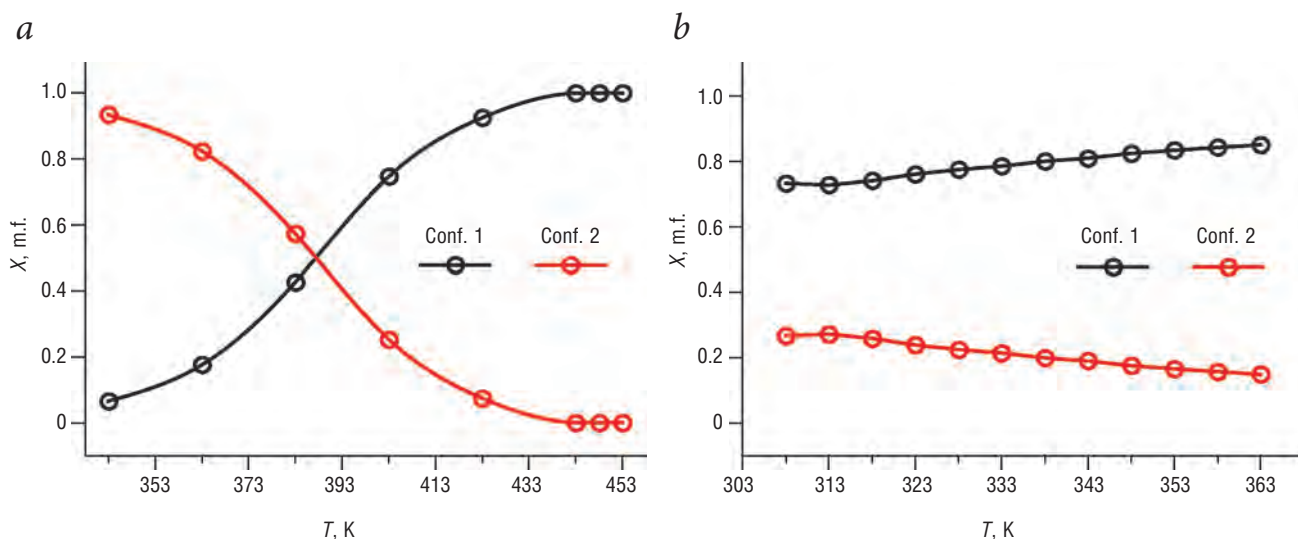 a
1.0
0.8
0.6
0.4
0.2
0
X, m.f.
Conf. 1 Conf. 2
353 373 393 413 433 453
T, K
b
1.0
0.8
0.6
0.4
0.2
0
X, m.f.
Conf. 1 Conf. 2
303 313 323 333 343 353 363
T, K